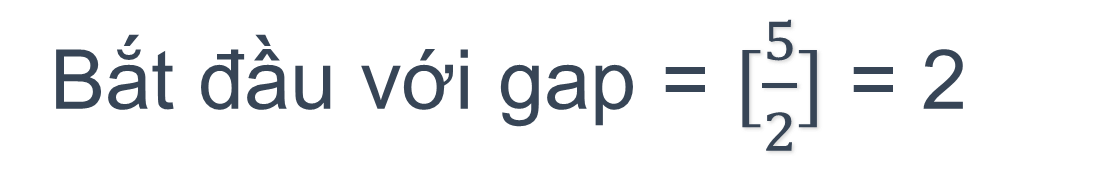 Bắt đầu với gap = [5/2] = 2